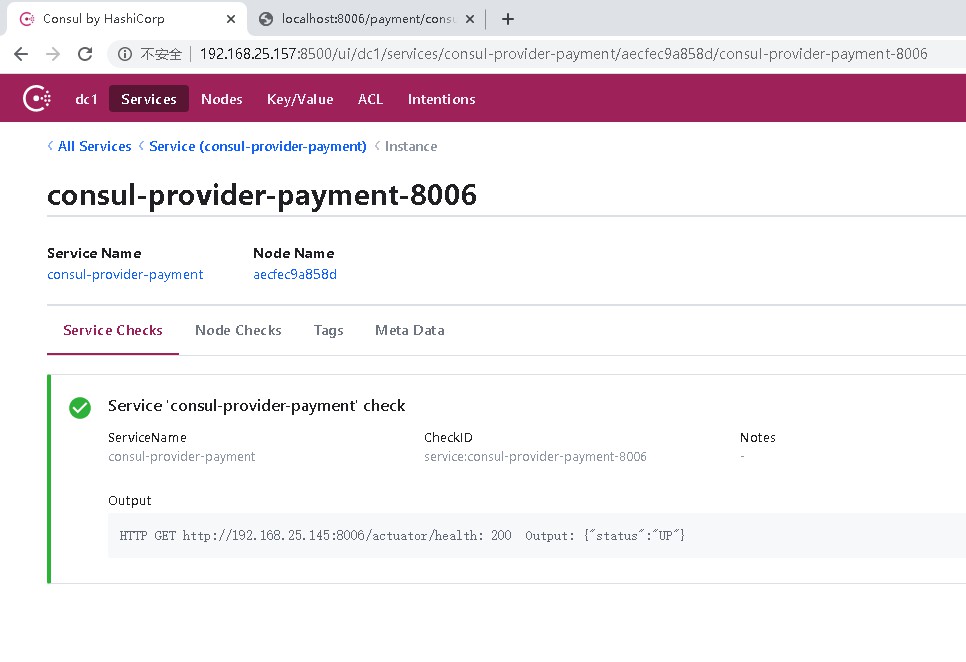 Consul by HashiCorp
localhost:8006/payment/consu
不安全 192.168.25.157:8500/ui/dc1/services/consul-provider-payment/aecfec9a858d/consul-provider-payment-8006
dc1 Services Nodes Key/Value ACL Intentions
All Services Service (consul-provider-payment) Instance
consul-provider-payment-8006
Service Name Node Name
consul-provider-payment aecfec9a858d
Service Checks Node Checks Tags Meta Data
Service 'consul-provider-payment' check
ServiceName CheckID Notes
consul-provider-payment service:consul-provider-payment-8006 -
Output
HTTP GET http://192.168.25.145:8006/actuator/health: 200 Output: {"status":"UP"}